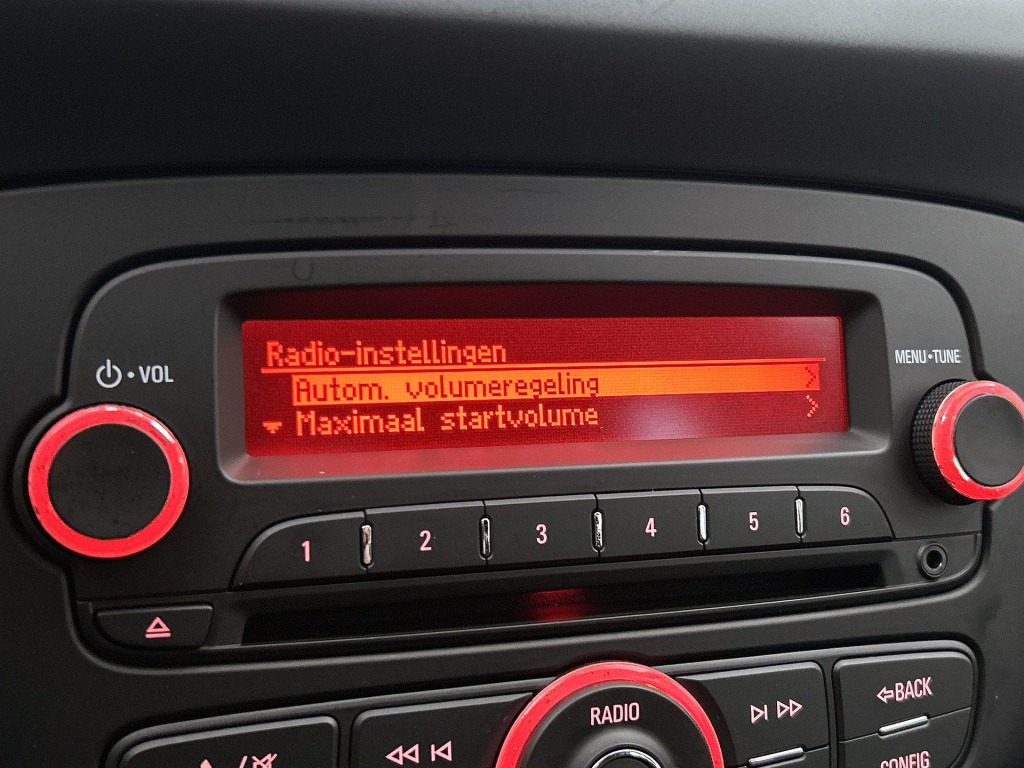 Radio-instellingen
Autom. volumeregeling
Maximaal startvolume
VOL
MENU•TUNE
1 2 3 4 5 6
RADIO
BACK
CONFIG